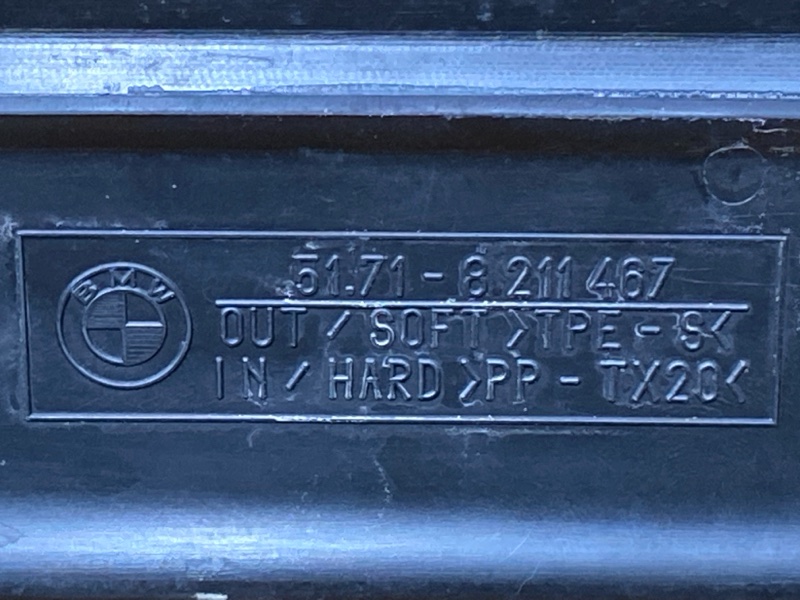 BMW
51.71 - 8 211 467
OUT / SOFT >TPE - S<
IN / HARD >PP - TX20<